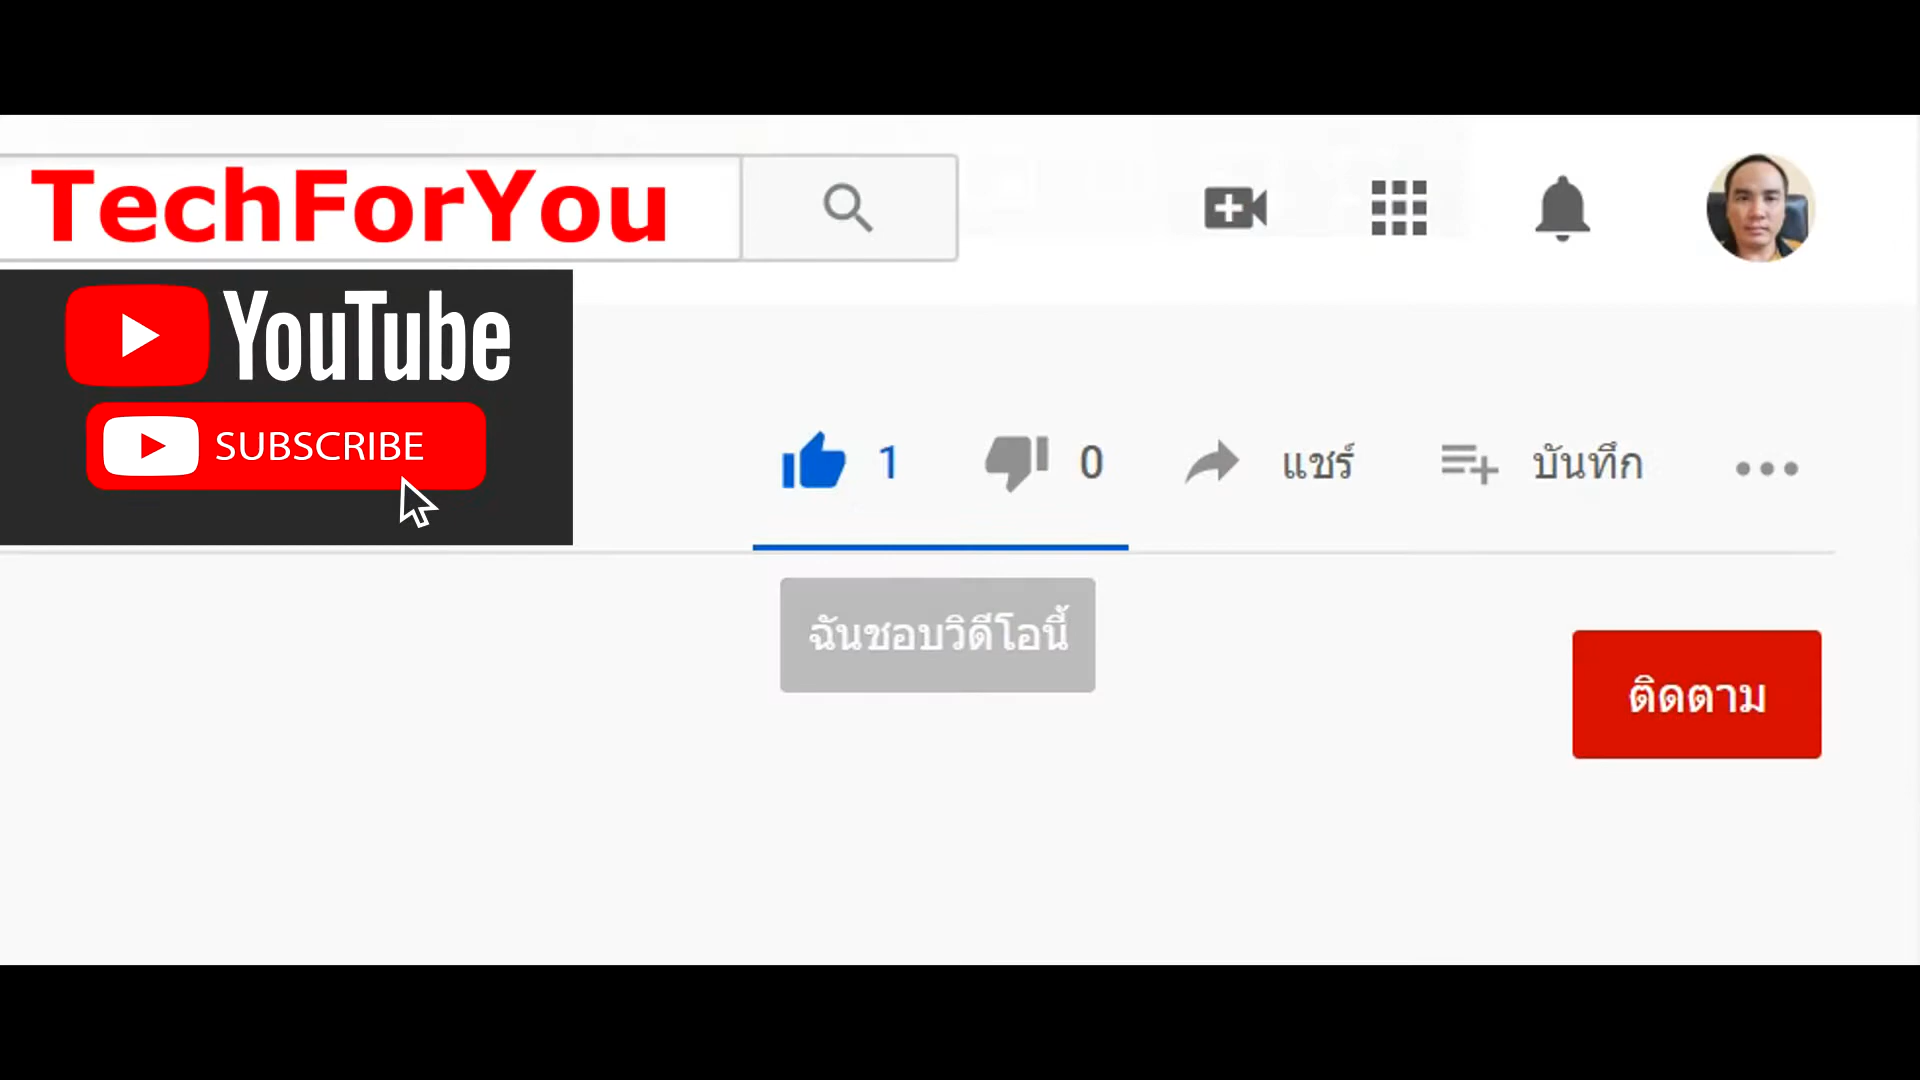 TechForYou
YouTube
SUBSCRIBE
1
0
แชร์
บันทึก
ฉันชอบวิดีโอนี้
ติดตาม